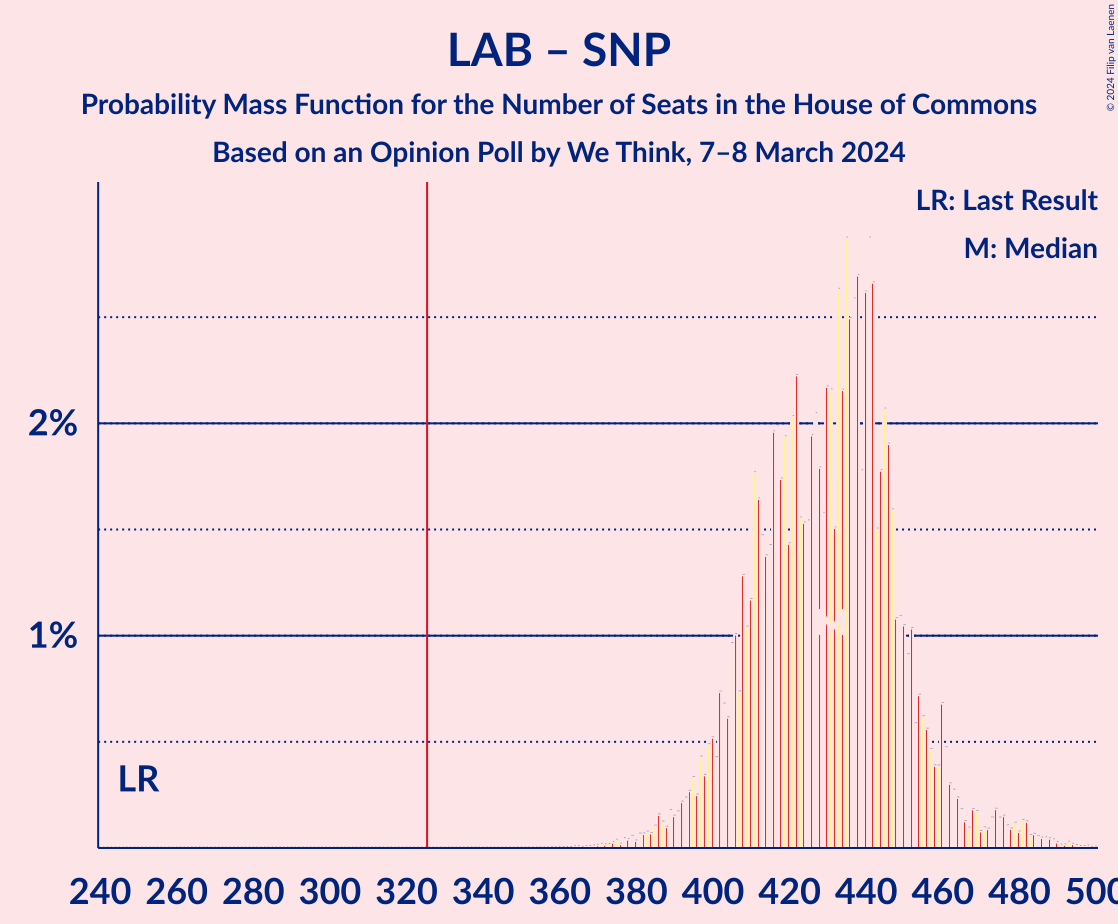 LAB – SNP
Probability Mass Function for the Number of Seats in the House of Commons
Based on an Opinion Poll by We Think, 7–8 March 2024
© 2024 Filip van Laenen
LR: Last Result
M: Median
2%
1%
LR
M
240 260 280 300 320 340 360 380 400 420 440 460 480 500